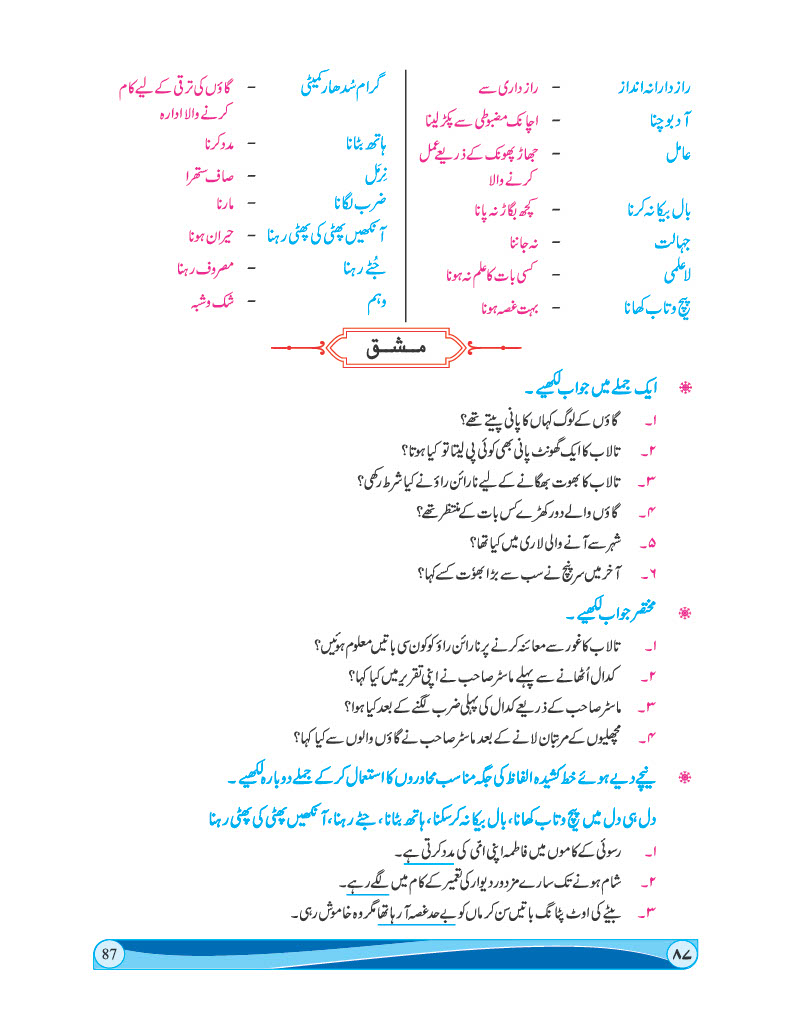 رازدارانہ انداز – رازداری سے
آ دبوچنا – اچانک مضبوطی سے پکڑ لینا
عامل – جھاڑ پھونک کے ذریعے عمل
کرنے والا
بال بیکا نہ کرنا – کچھ بگاڑ نہ پانا
جہالت – نہ جاننا
لاعلمی – کسی بات کا علم نہ ہونا
پیچ و تاب کھانا – بہت غصہ ہونا
گرام سُدھار کمیٹی – گاؤں کی ترقی کے لیے کام
کرنے والا ادارہ
ہاتھ بٹانا – مدد کرنا
نِرمَل – صاف ستھرا
ضرب لگانا – مارنا
آنکھیں پھٹی کی پھٹی رہنا – حیران ہونا
جُٹے رہنا – مصروف رہنا
وہم – شک و شبہ
مشق
ایک جملے میں جواب لکھیے ۔
۱۔ گاؤں کے لوگ کہاں کا پانی پیتے تھے؟
۲۔ تالاب کا ایک گھونٹ پانی بھی کوئی پی لیتا تو کیا ہوتا؟
۳۔ تالاب کا بھوت بھگانے کے لیے نارائن راؤ نے کیا شرط رکھی؟
۴۔ گاؤں والے دور کھڑے کس بات کے منتظر تھے؟
۵۔ شہر سے آنے والی لاری میں کیا تھا؟
۶۔ آخر میں سرپنچ نے سب سے بڑا بھوٗت کسے کہا؟
مختصر جواب لکھیے ۔
۱۔ تالاب کا غور سے معائنہ کرنے پر نارائن راؤ کو کون سی باتیں معلوم ہوئیں؟
۲۔ کدال اُٹھانے سے پہلے ماسٹر صاحب نے اپنی تقریر میں کیا کہا؟
۳۔ ماسٹر صاحب کے ذریعے کدال کی پہلی ضرب لگنے کے بعد کیا ہوا؟
۴۔ مچھلیوں کے مرتبان لانے کے بعد ماسٹر صاحب نے گاؤں والوں سے کیا کہا؟
نیچے دیے ہوئے خط کشیدہ الفاظ کی جگہ مناسب محاوروں کا استعمال کر کے جملے دوبارہ لکھیے ۔
دل ہی دل میں پیچ و تاب کھانا، بال بیکا نہ کر سکنا، ہاتھ بٹانا، جٹے رہنا، آنکھیں پھٹی کی پھٹی رہنا
۱۔ رسوئی کے کاموں میں فاطمہ اپنی امّی کی مدد کرتی ہے۔
۲۔ شام ہونے تک سارے مزدور دیوار کی تعمیر کے کام میں لگے رہے۔
۳۔ بیٹے کی اوٹ پٹانگ باتیں سن کر ماں کو بے حد غصہ آ رہا تھا مگر وہ خاموش رہی۔
87
۸۷